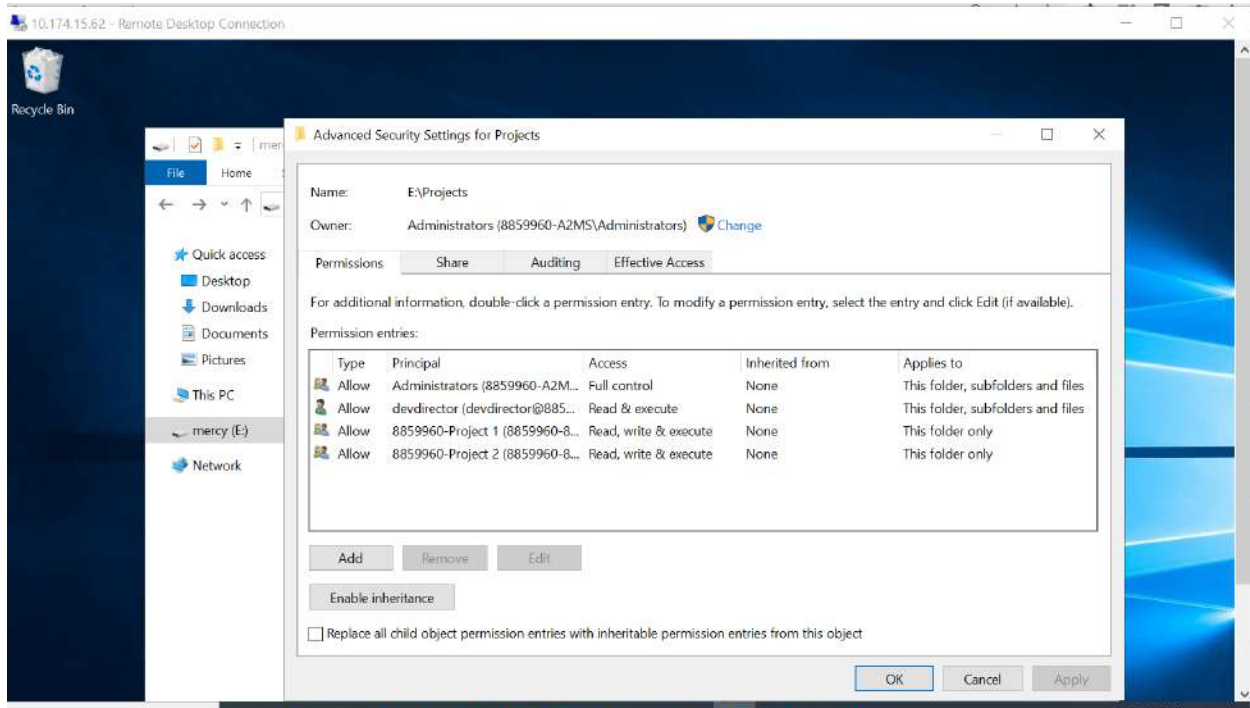 10.174.15.62 - Remote Desktop Connection
Recycle Bin
Advanced Security Settings for Projects
File Home
Name: E:\Projects
Owner: Administrators (8859960-A2MS\Administrators) Change
Quick access
Desktop
Downloads
Documents
Pictures
This PC
mercy (E:)
Network
Permissions Share Auditing Effective Access
For additional information, double-click a permission entry. To modify a permission entry, select the entry and click Edit (if available).
Permission entries:
Type Principal Access Inherited from Applies to
Allow Administrators (8859960-A2M... Full control None This folder, subfolders and files
Allow devdirector (devdirector@885... Read & execute None This folder, subfolders and files
Allow 8859960-Project 1 (8859960-8... Read, write & execute None This folder only
Allow 8859960-Project 2 (8859960-8... Read, write & execute None This folder only
Add Remove Edit
Enable inheritance
Replace all child object permission entries with inheritable permission entries from this object
OK Cancel Apply